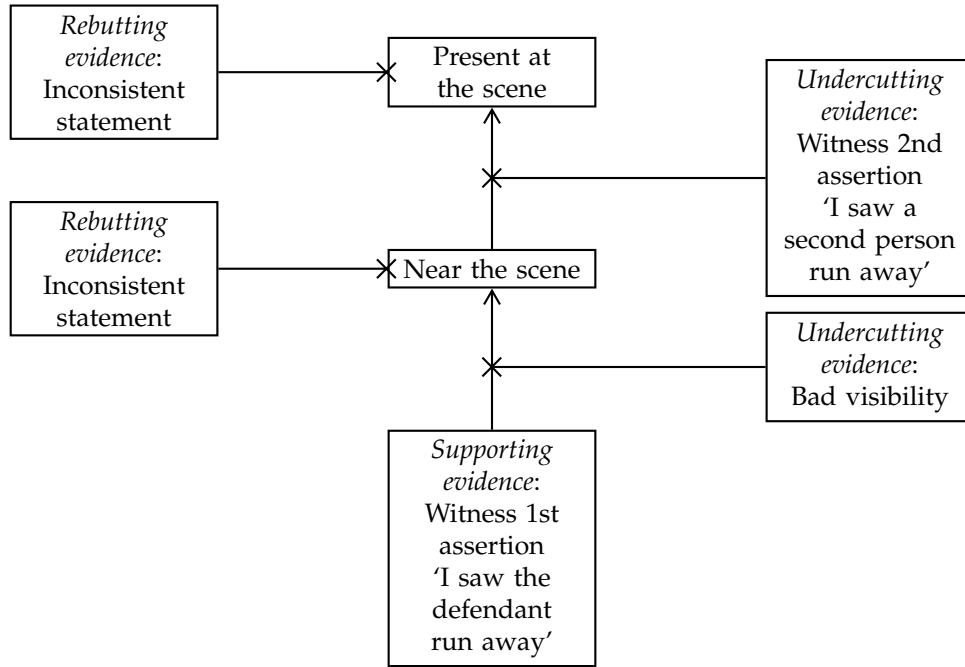 Rebutting
evidence:
Inconsistent
statement
Present at
the scene
Undercutting
evidence:
Witness 2nd
assertion
‘I saw a
second person
run away’
Rebutting
evidence:
Inconsistent
statement
Near the scene
Undercutting
evidence:
Bad visibility
Supporting
evidence:
Witness 1st
assertion
‘I saw the
defendant
run away’